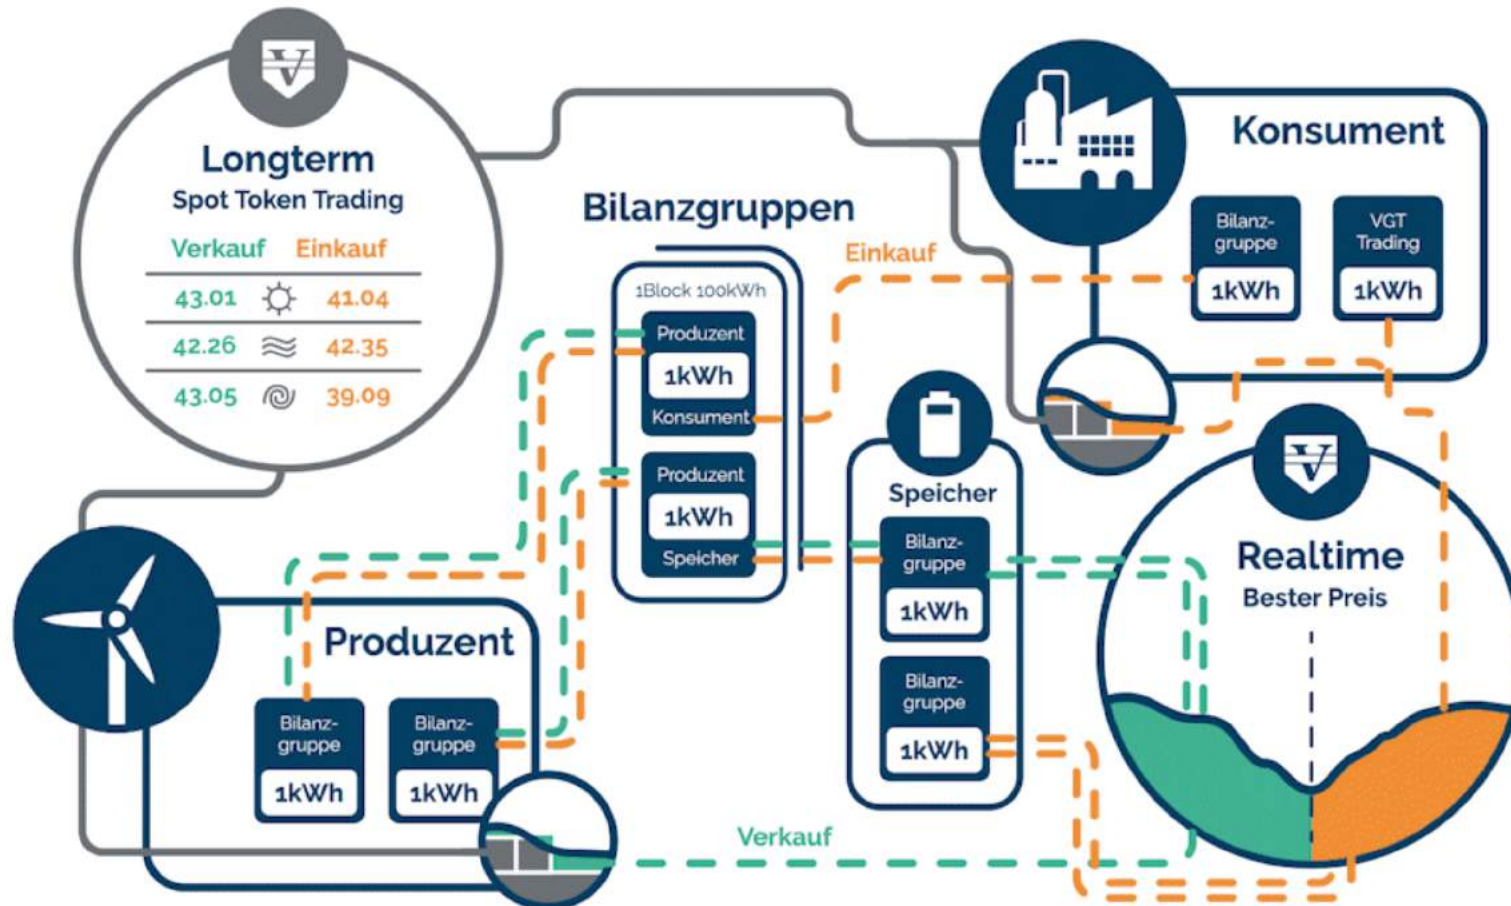 Longterm
Spot Token Trading
Verkauf Einkauf
43.01 41.04
42.26 42.35
43.05 39.09
Bilanzgruppen
1Block 100kWh
Produzent
1kWh
Konsument
Produzent
1kWh
Speicher
Einkauf
Konsument
Bilanz-
gruppe
1kWh
VGT
Trading
1kWh
Speicher
Bilanz-
gruppe
1kWh
Bilanz-
gruppe
1kWh
Realtime
Bester Preis
Produzent
Bilanz-
gruppe
1kWh
Bilanz-
gruppe
1kWh
Verkauf
V
V